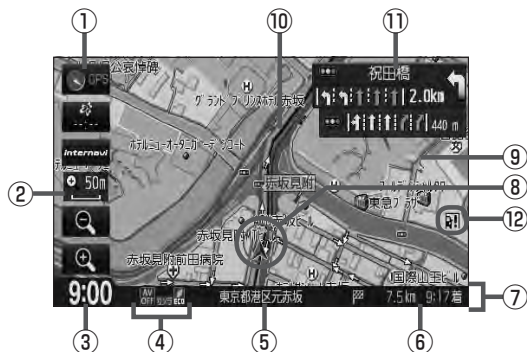 ① ⑩ ⑪
GPS
公哀悼碑
グランドプリンスホテル赤坂
祝田橋
2.0km
440 m
ホテルニューオータニガーデンコート
internavi
② 50m
⑨
⑧
赤坂見附
東急プラザ
⑫
赤坂見附前田病院
国際山王ビル
9:00
AV OFF
ECO
東京都港区元赤坂
7.5km 9:17着
⑦
③ ④ ⑤ ⑥